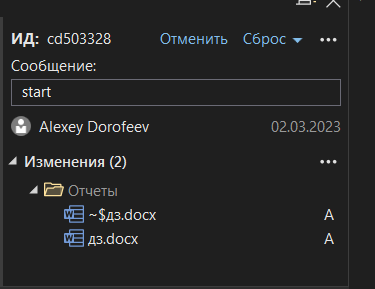 ИД: cd503328 Отменить Сброс ...
Сообщение:
start
Alexey Dorofeev 02.03.2023
Изменения (2) ...
Отчеты
~$дз.docx A
дз.docx A